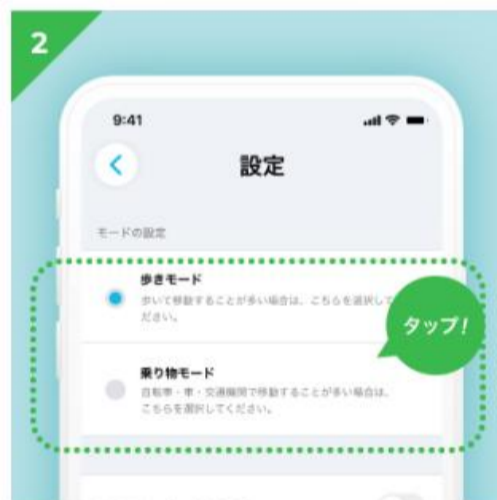 2
9:41
設定
モードの設定
歩きモード
歩いて移動することが多い場合は、こちらを選択して
ださい。
タップ!
乗り物モード
自転車・車・交通機関で移動することが多い場合は、
こちらを選択してください。